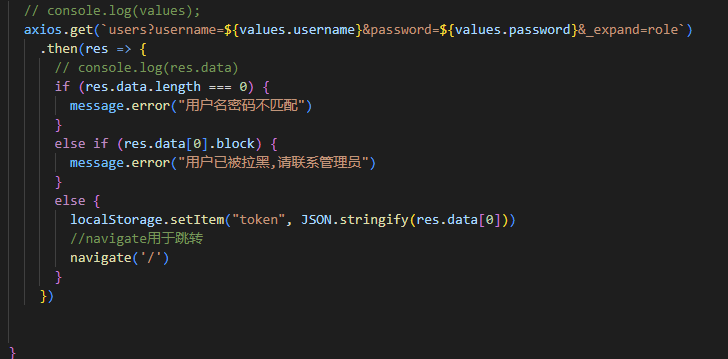 // console.log(values);
axios.get(`users?username=${values.username}&password=${values.password}&_expand=role`)
.then(res => {
// console.log(res.data)
if (res.data.length === 0) {
message.error("用户名密码不匹配")
}
else if (res.data[0].block) {
message.error("用户已被拉黑,请联系管理员")
}
else {
localStorage.setItem("token", JSON.stringify(res.data[0]))
//navigate用于跳转
navigate('/')
}
})
}